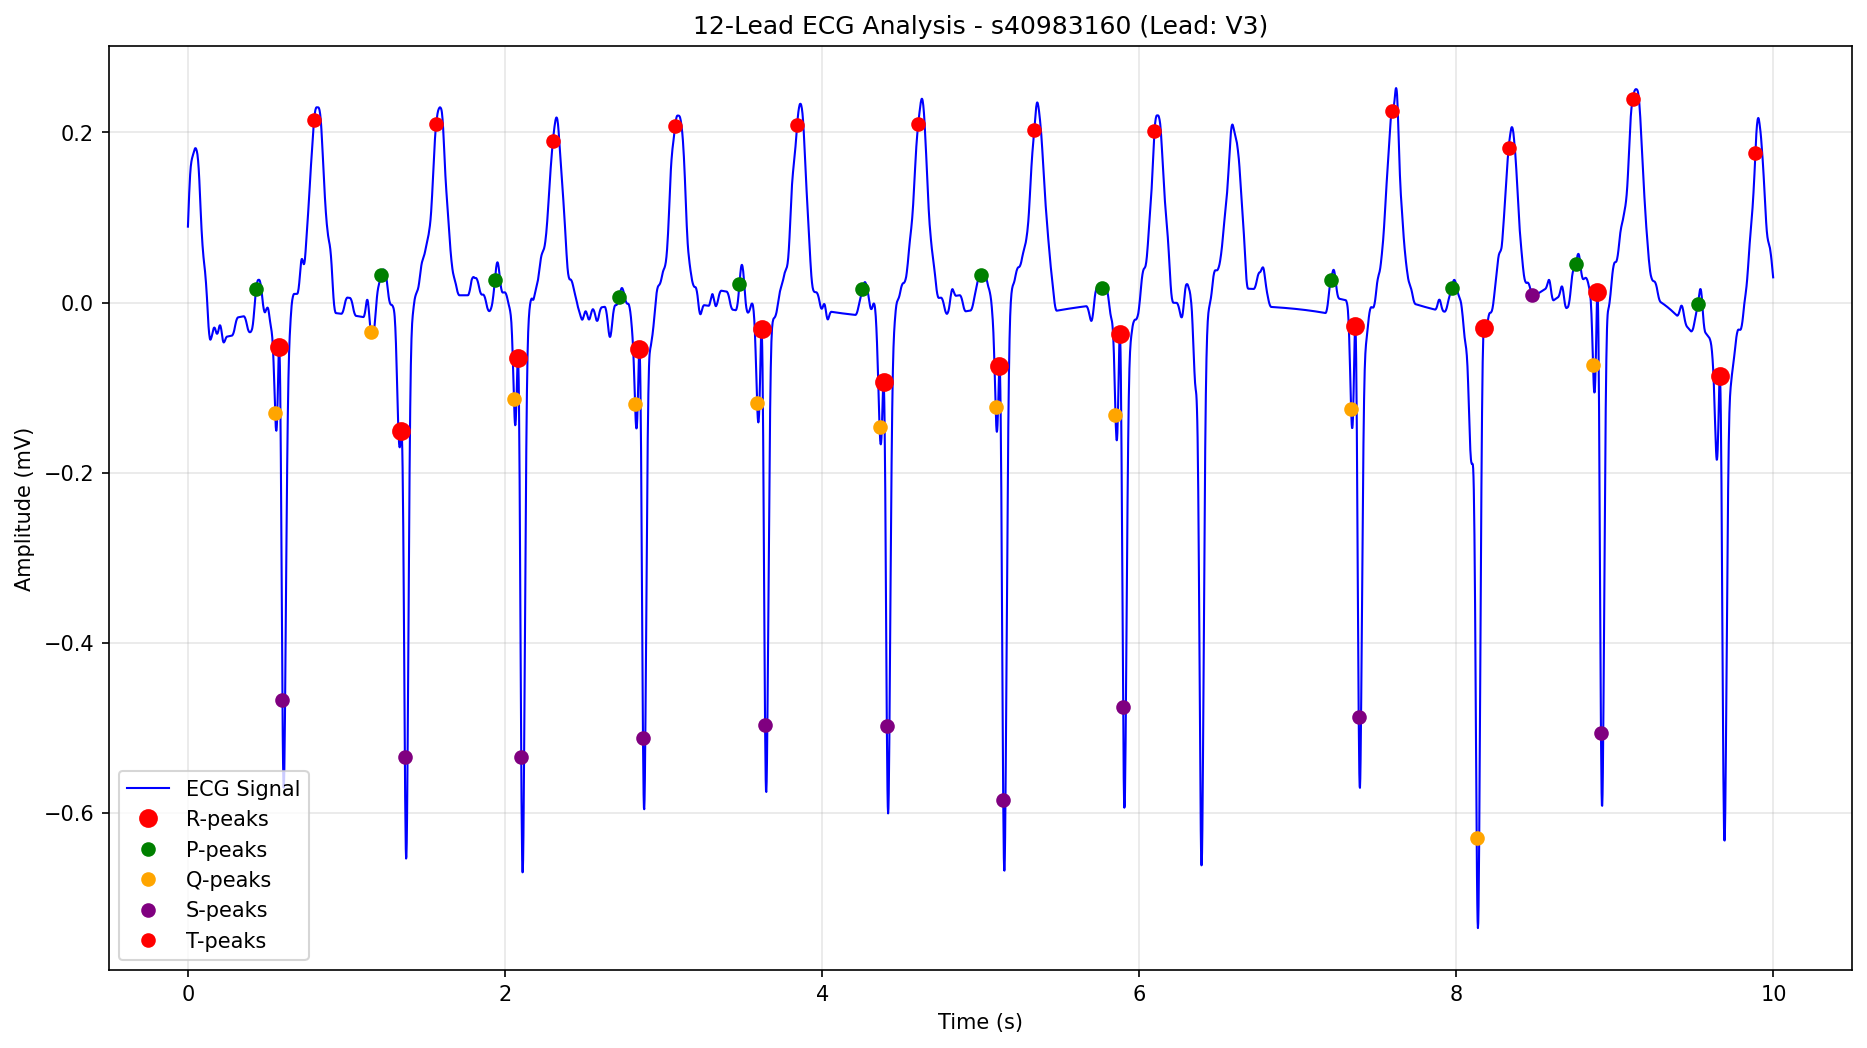 12-Lead ECG Analysis - s40983160 (Lead: V3)
Amplitude (mV)
0.2
0.0
−0.2
−0.4
−0.6
ECG Signal
R-peaks
P-peaks
Q-peaks
S-peaks
T-peaks
0 2 4 6 8 10
Time (s)